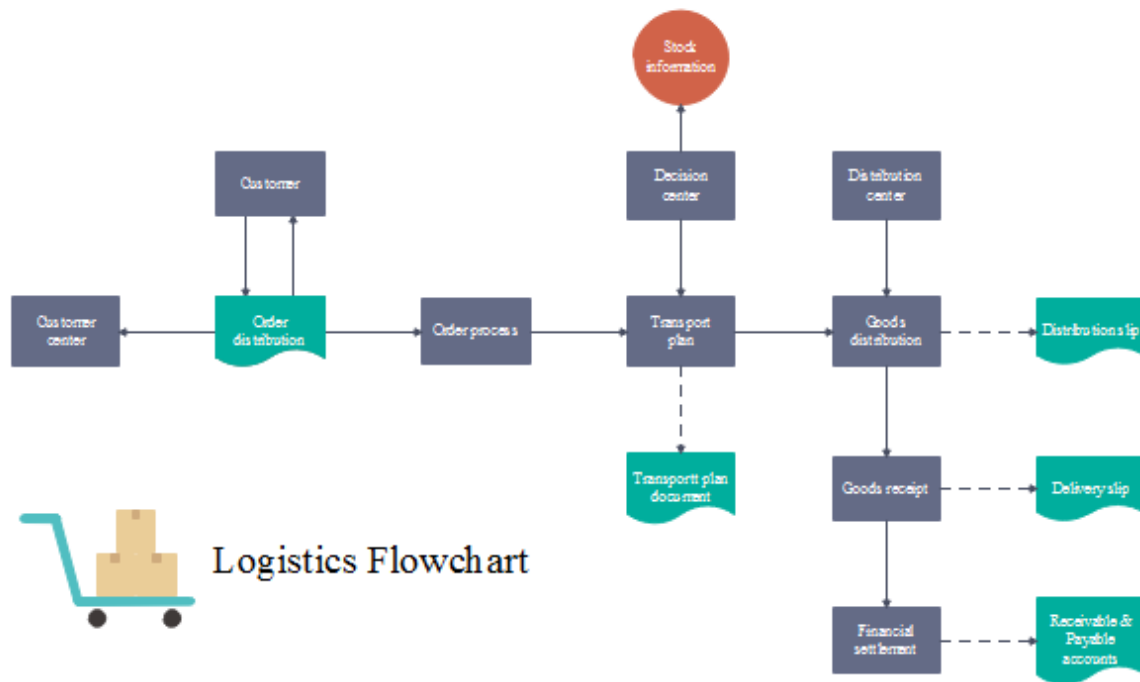 Stock
information
Customer
Decision
center
Distribution
center
Customer
center
Order
distribution
Order process
Transport
plan
Goods
distribution
Distribution slip
Transportt plan
document
Goods receipt
Delivery slip
Logistics Flowchart
Financial
settlement
Receivable &
Payable
accounts